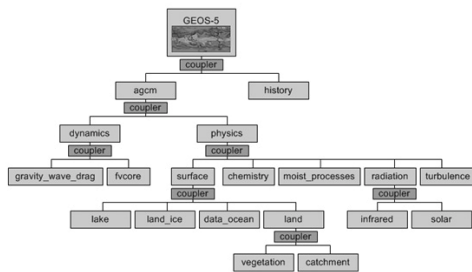 GEOS-5
coupler
agcm history
coupler
dynamics physics
coupler coupler
gravity_wave_drag fvcore surface chemistry moist_processes radiation turbulence
coupler coupler
lake land_ice data_ocean land infrared solar
coupler
vegetation catchment